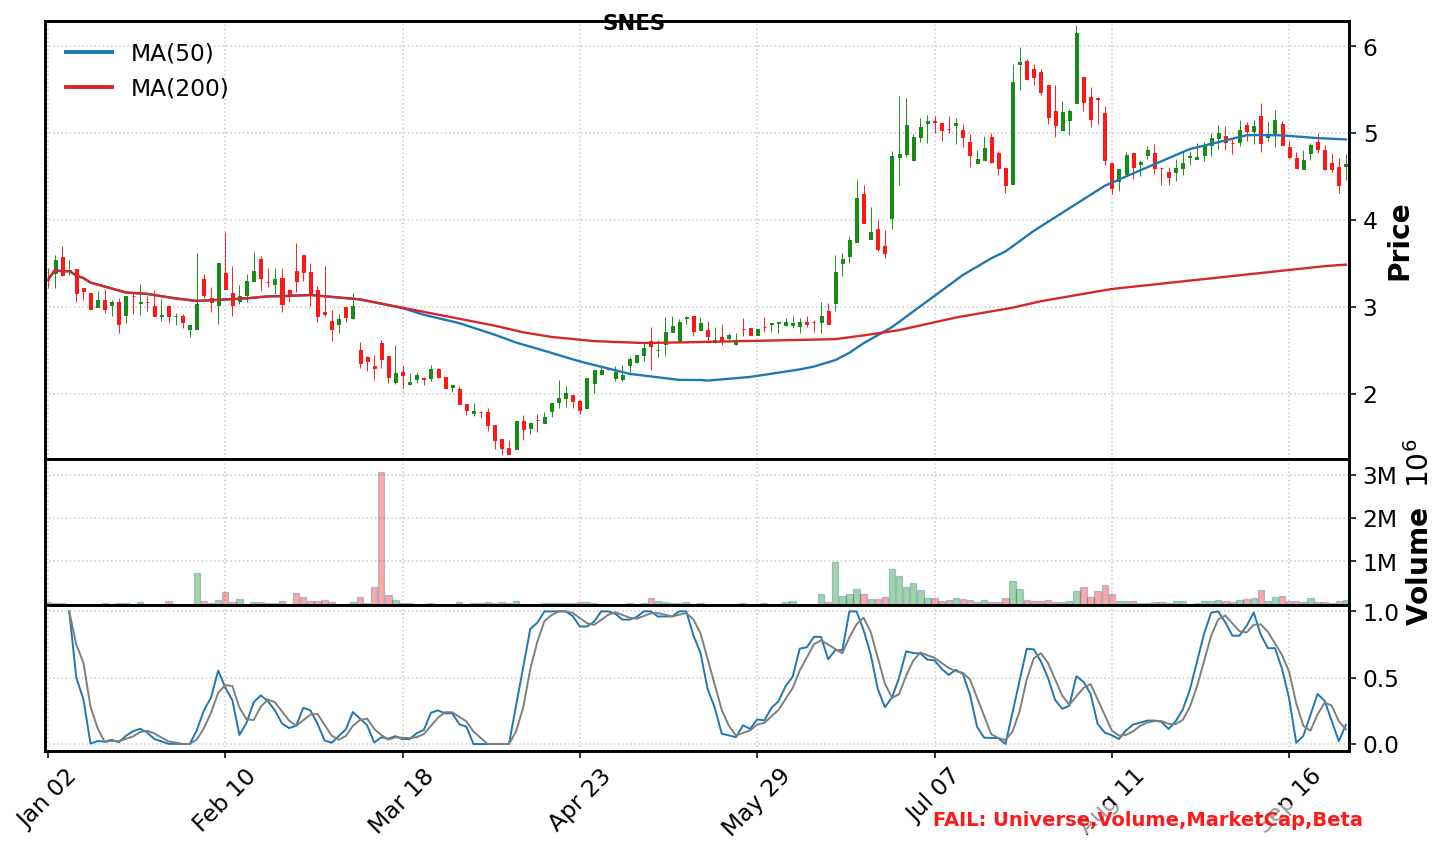 SNES
MA(50)
MA(200)
6
5
4
3
2
Price
3M
2M
1M
Volume 10^6
1.0
0.5
0.0
Jan 02
Feb 10
Mar 18
Apr 23
May 29
Jul 07
Aug 11
Sep 16
FAIL: Universe,Volume,MarketCap,Beta